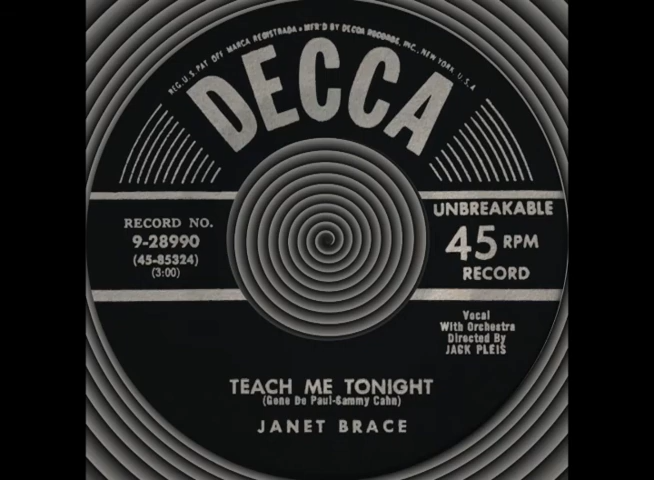 REG. U.S. PAT. OFF. MARCA REGISTRADA • MF'R'D BY DECCA RECORDS, INC., NEW YORK U.S.A.
DECCA
RECORD NO.
9-28990
(45-85324)
(3:00)
UNBREAKABLE
45 RPM
RECORD
Vocal
With Orchestra
Directed By
JACK PLEIS
TEACH ME TONIGHT
(Gene De Paul-Sammy Cahn)
JANET BRACE